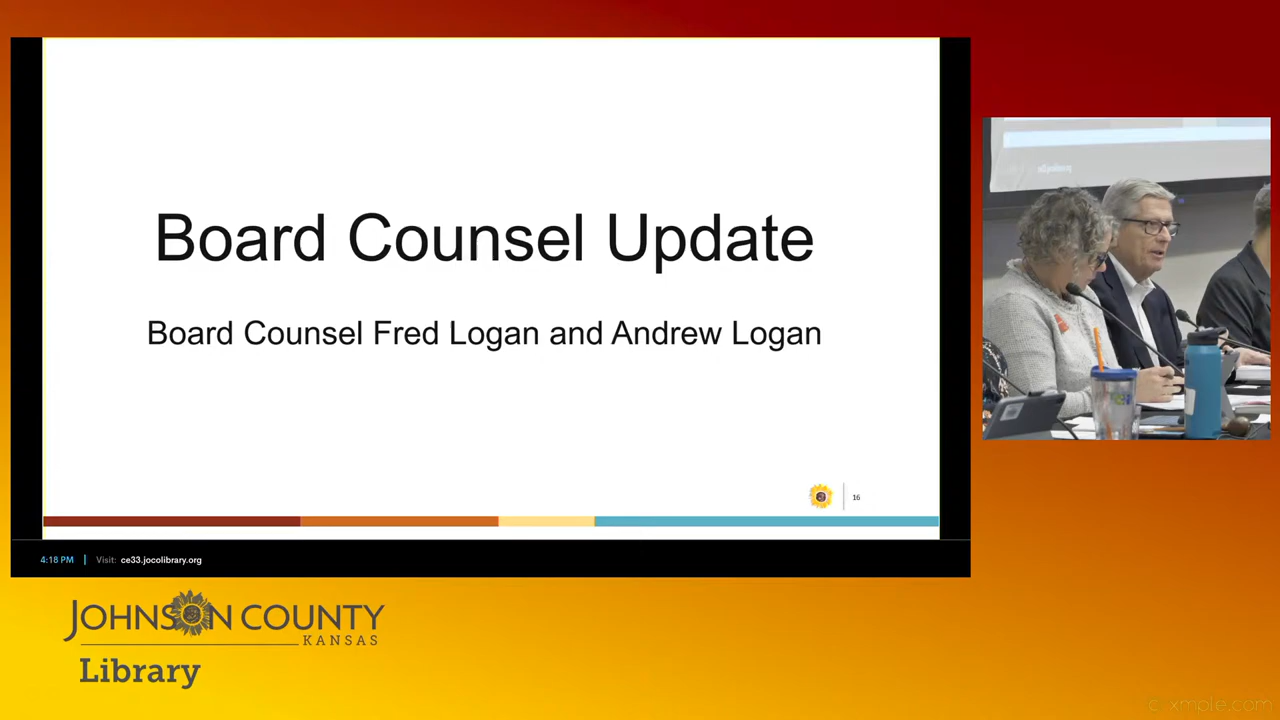 Board Counsel Update
Board Counsel Fred Logan and Andrew Logan
16
4:18 PM | Visit: ce33.jocolibrary.org
JOHNSON COUNTY
KANSAS
Library